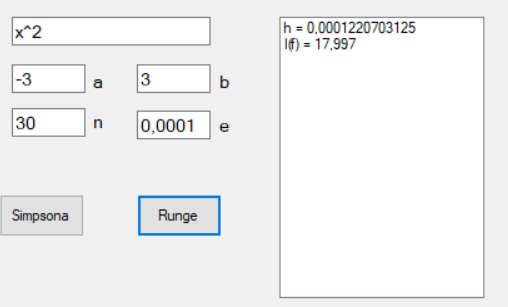 x^2
-3 a 3 b
30 n 0,0001 e
Simpsona Runge
h = 0,0001220703125
I(f) = 17,997